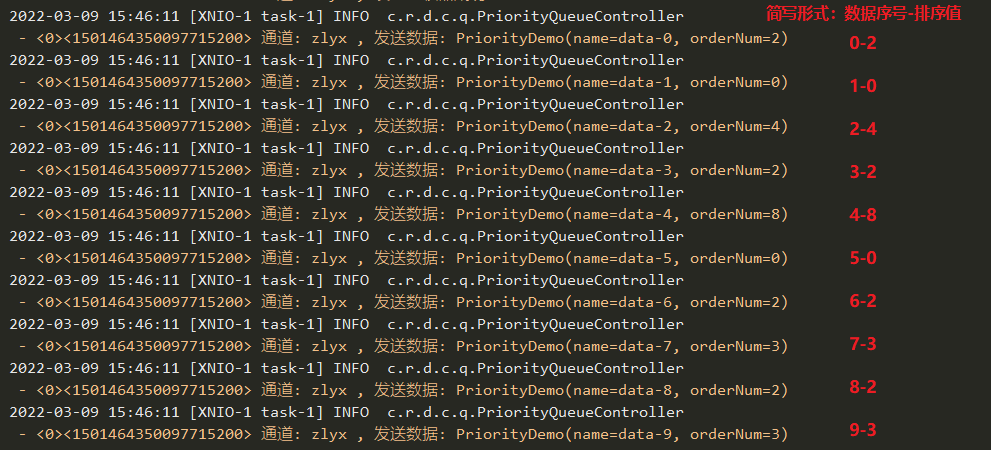 2022-03-09 15:46:11 [XNIO-1 task-1] INFO  c.r.d.c.q.PriorityQueueController
简写形式：数据序号-排序值
- <0><1501464350097715200> 通道: zlyx , 发送数据: PriorityDemo(name=data-0, orderNum=2)
0-2
2022-03-09 15:46:11 [XNIO-1 task-1] INFO  c.r.d.c.q.PriorityQueueController
- <0><1501464350097715200> 通道: zlyx , 发送数据: PriorityDemo(name=data-1, orderNum=0)
1-0
2022-03-09 15:46:11 [XNIO-1 task-1] INFO  c.r.d.c.q.PriorityQueueController
- <0><1501464350097715200> 通道: zlyx , 发送数据: PriorityDemo(name=data-2, orderNum=4)
2-4
2022-03-09 15:46:11 [XNIO-1 task-1] INFO  c.r.d.c.q.PriorityQueueController
- <0><1501464350097715200> 通道: zlyx , 发送数据: PriorityDemo(name=data-3, orderNum=2)
3-2
2022-03-09 15:46:11 [XNIO-1 task-1] INFO  c.r.d.c.q.PriorityQueueController
- <0><1501464350097715200> 通道: zlyx , 发送数据: PriorityDemo(name=data-4, orderNum=8)
4-8
2022-03-09 15:46:11 [XNIO-1 task-1] INFO  c.r.d.c.q.PriorityQueueController
- <0><1501464350097715200> 通道: zlyx , 发送数据: PriorityDemo(name=data-5, orderNum=0)
5-0
2022-03-09 15:46:11 [XNIO-1 task-1] INFO  c.r.d.c.q.PriorityQueueController
- <0><1501464350097715200> 通道: zlyx , 发送数据: PriorityDemo(name=data-6, orderNum=2)
6-2
2022-03-09 15:46:11 [XNIO-1 task-1] INFO  c.r.d.c.q.PriorityQueueController
- <0><1501464350097715200> 通道: zlyx , 发送数据: PriorityDemo(name=data-7, orderNum=3)
7-3
2022-03-09 15:46:11 [XNIO-1 task-1] INFO  c.r.d.c.q.PriorityQueueController
- <0><1501464350097715200> 通道: zlyx , 发送数据: PriorityDemo(name=data-8, orderNum=2)
8-2
2022-03-09 15:46:11 [XNIO-1 task-1] INFO  c.r.d.c.q.PriorityQueueController
- <0><1501464350097715200> 通道: zlyx , 发送数据: PriorityDemo(name=data-9, orderNum=3)
9-3